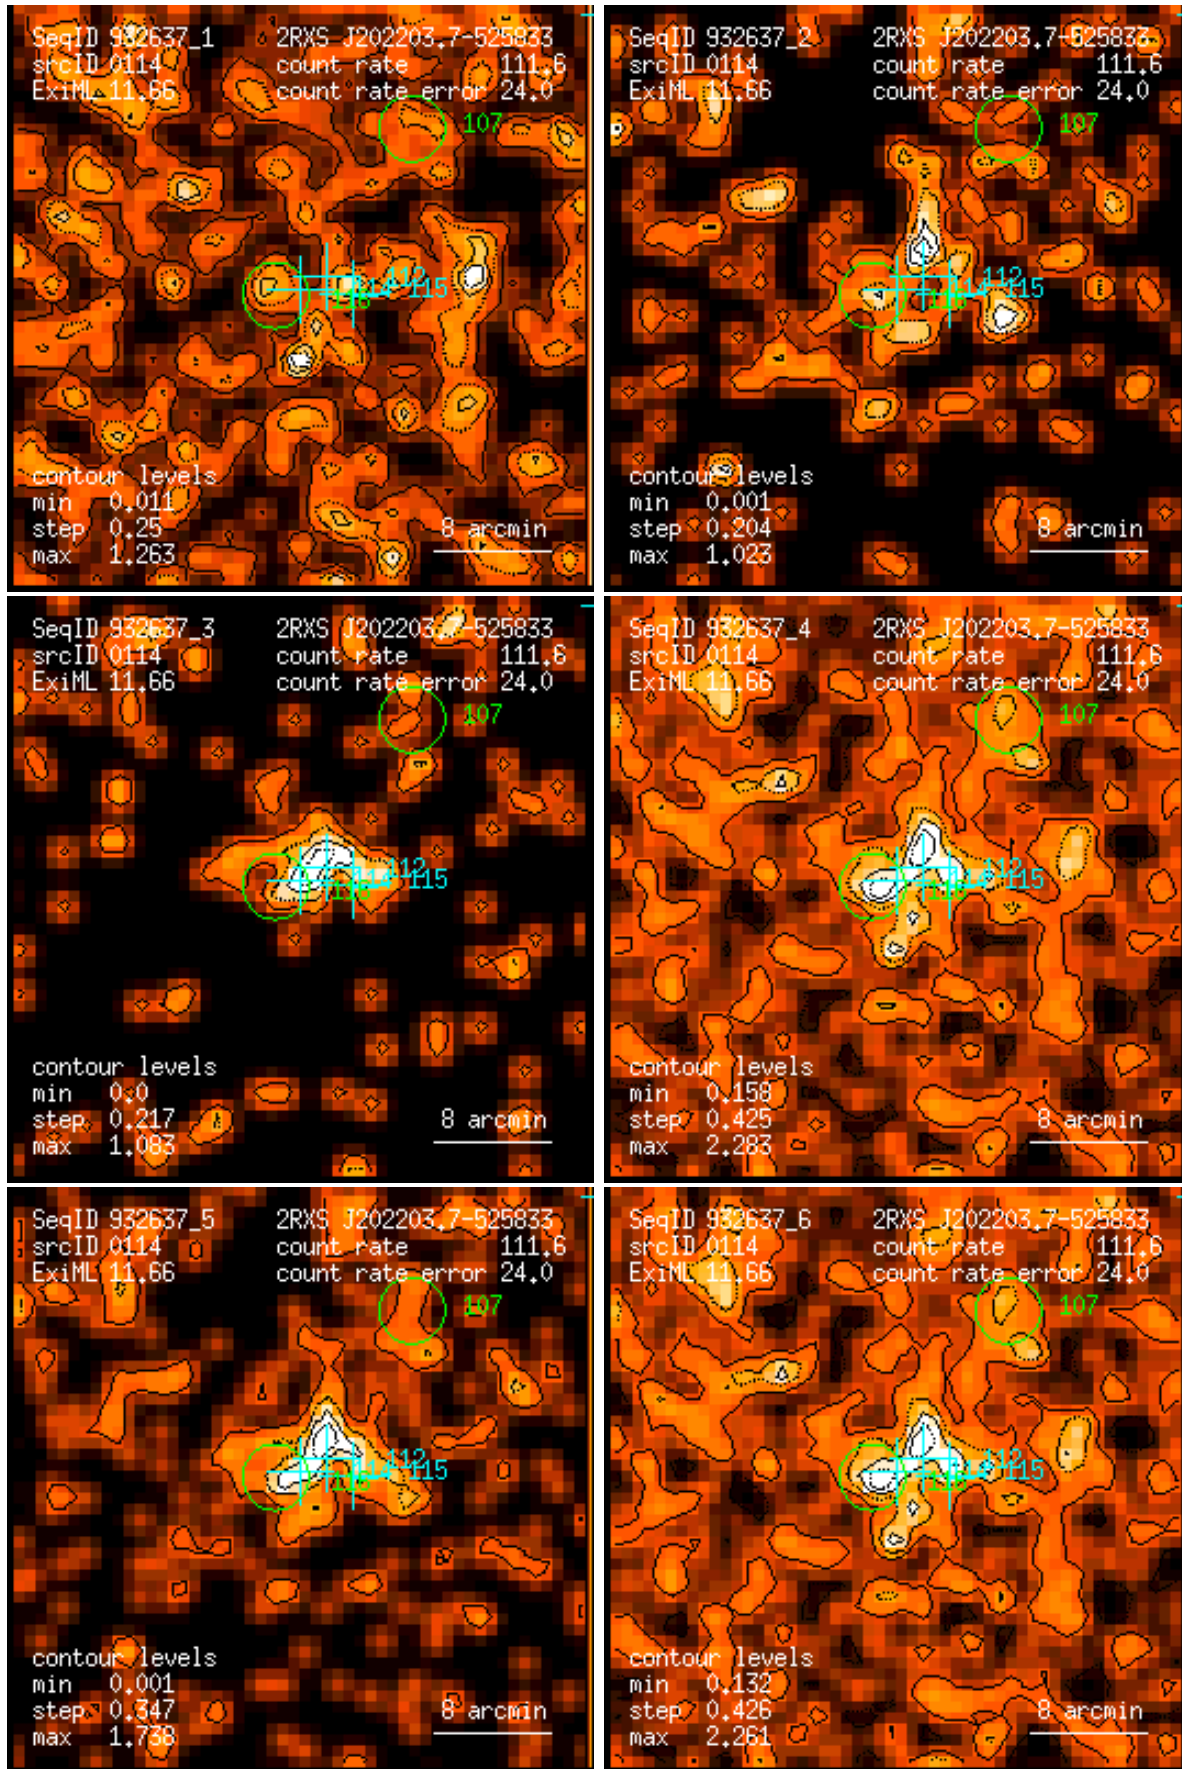 SeqID 932637_1 2RXS J202203.7-525833
srcID 0114 count rate 111.6
ExiML 11.66 count rate error 24.0
107
112
114 115
contour levels
min 0.011
step 0.25
max 1.263
8 arcmin
SeqID 932637_2 2RXS J202203.7-525833
srcID 0114 count rate 111.6
ExiML 11.66 count rate error 24.0
107
112
114 115
contour levels
min 0.001
step 0.204
max 1.023
8 arcmin
SeqID 932637_3 2RXS J202203.7-525833
srcID 0114 count rate 111.6
ExiML 11.66 count rate error 24.0
107
112
114 115
contour levels
min 0.0
step 0.217
max 1.083
8 arcmin
SeqID 932637_4 2RXS J202203.7-525833
srcID 0114 count rate 111.6
ExiML 11.66 count rate error 24.0
107
112
114 115
contour levels
min 0.158
step 0.425
max 2.283
8 arcmin
SeqID 932637_5 2RXS J202203.7-525833
srcID 0114 count rate 111.6
ExiML 11.66 count rate error 24.0
107
112
114 115
contour levels
min 0.001
step 0.347
max 1.738
8 arcmin
SeqID 932637_6 2RXS J202203.7-525833
srcID 0114 count rate 111.6
ExiML 11.66 count rate error 24.0
107
112
114 115
contour levels
min 0.132
step 0.426
max 2.261
8 arcmin